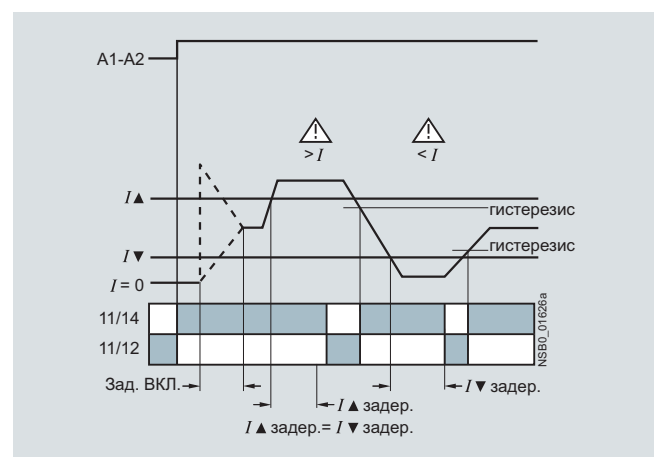 A1-A2
> I
< I
I ▲
гистерезис
гистерезис
I ▼
I = 0
11/14
11/12
NSB0_01626a
Зад. ВКЛ.
I ▼ задер.
I ▲ задер.
I ▲ задер.= I ▼ задер.